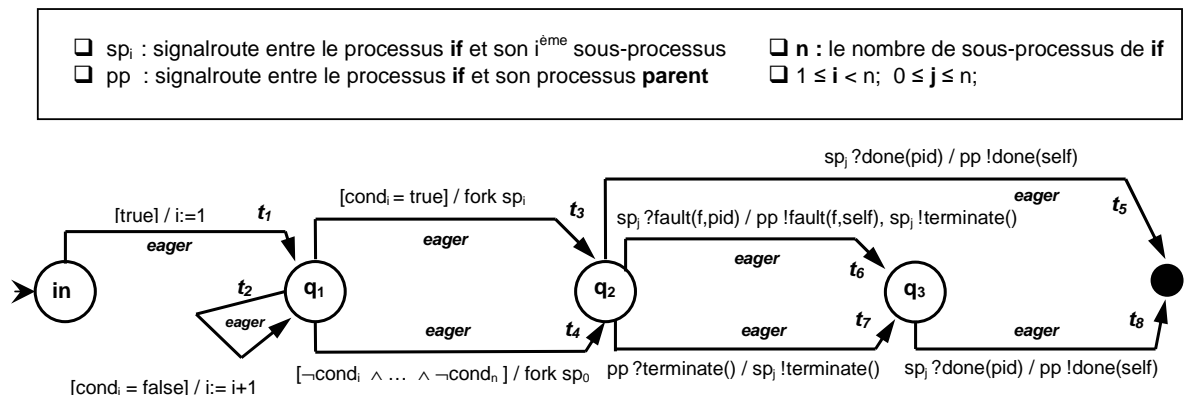 ❑ spᵢ : signalroute entre le processus if et son iᵉ̀ᵐᵉ sous-processus
❑ n : le nombre de sous-processus de if
❑ pp : signalroute entre le processus if et son processus parent
❑ 1 ≤ i < n; 0 ≤ j ≤ n;
spⱼ ?done(pid) / pp !done(self)
eager
t₅
[true] / i:=1
t₁
eager
[condᵢ = true] / fork spᵢ
t₃
eager
spⱼ ?fault(f,pid) / pp !fault(f,self), spⱼ !terminate()
eager
t₆
in
t₂
eager
q₁
q₂
q₃
eager
t₄
eager
t₇
eager
t₈
[condᵢ = false] / i:= i+1
[¬condᵢ ∧ … ∧ ¬condₙ ] / fork sp₀
pp ?terminate() / spⱼ !terminate()
spⱼ ?done(pid) / pp !done(self)